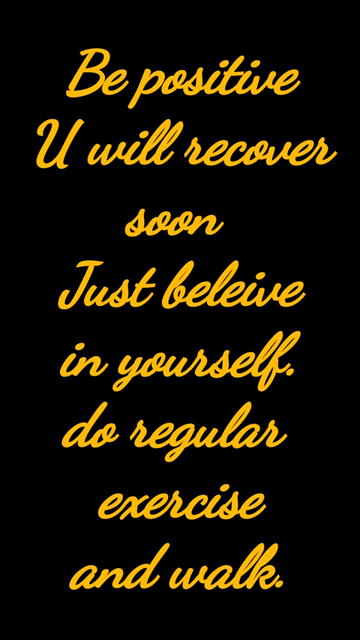 Be positive
U will recover
soon
Just beleive
in yourself.
do regular
exercise
and walk.